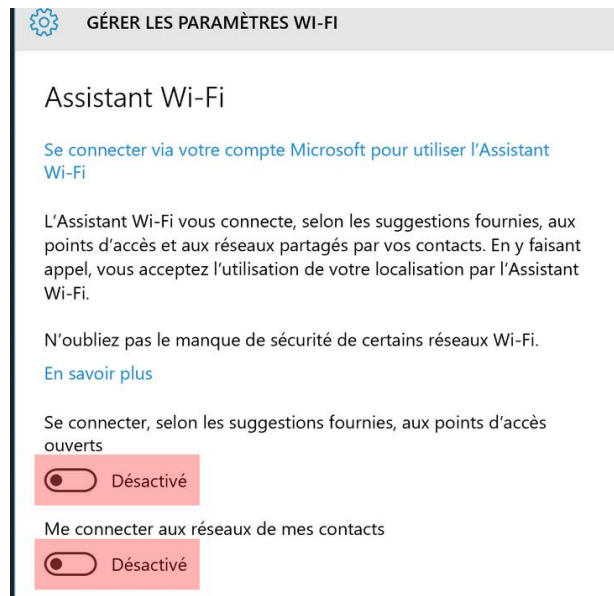 GÉRER LES PARAMÈTRES WI-FI
Assistant Wi-Fi
Se connecter via votre compte Microsoft pour utiliser l'Assistant
Wi-Fi
L'Assistant Wi-Fi vous connecte, selon les suggestions fournies, aux
points d'accès et aux réseaux partagés par vos contacts. En y faisant
appel, vous acceptez l'utilisation de votre localisation par l'Assistant
Wi-Fi.
N'oubliez pas le manque de sécurité de certains réseaux Wi-Fi.
En savoir plus
Se connecter, selon les suggestions fournies, aux points d'accès
ouverts
Désactivé
Me connecter aux réseaux de mes contacts
Désactivé